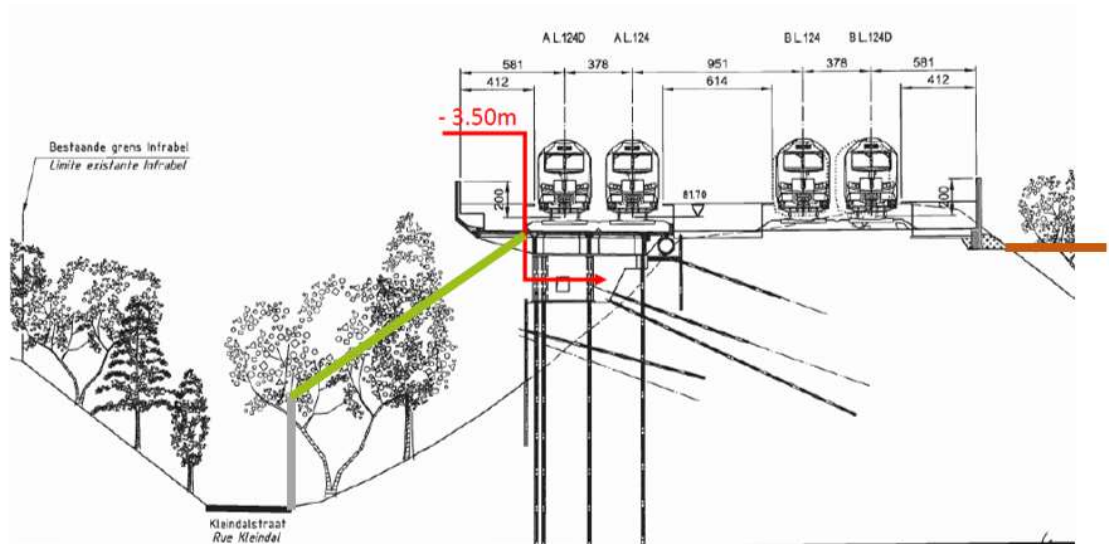 A L.124D A L.124 B L.124 B L.124D
581 378 951 378 581
412 614 412
- 3.50m
Bestaande grens Infrabel
Limite existante Infrabel
200 81.70 200
Kleindalstraat
Rue Kleindal